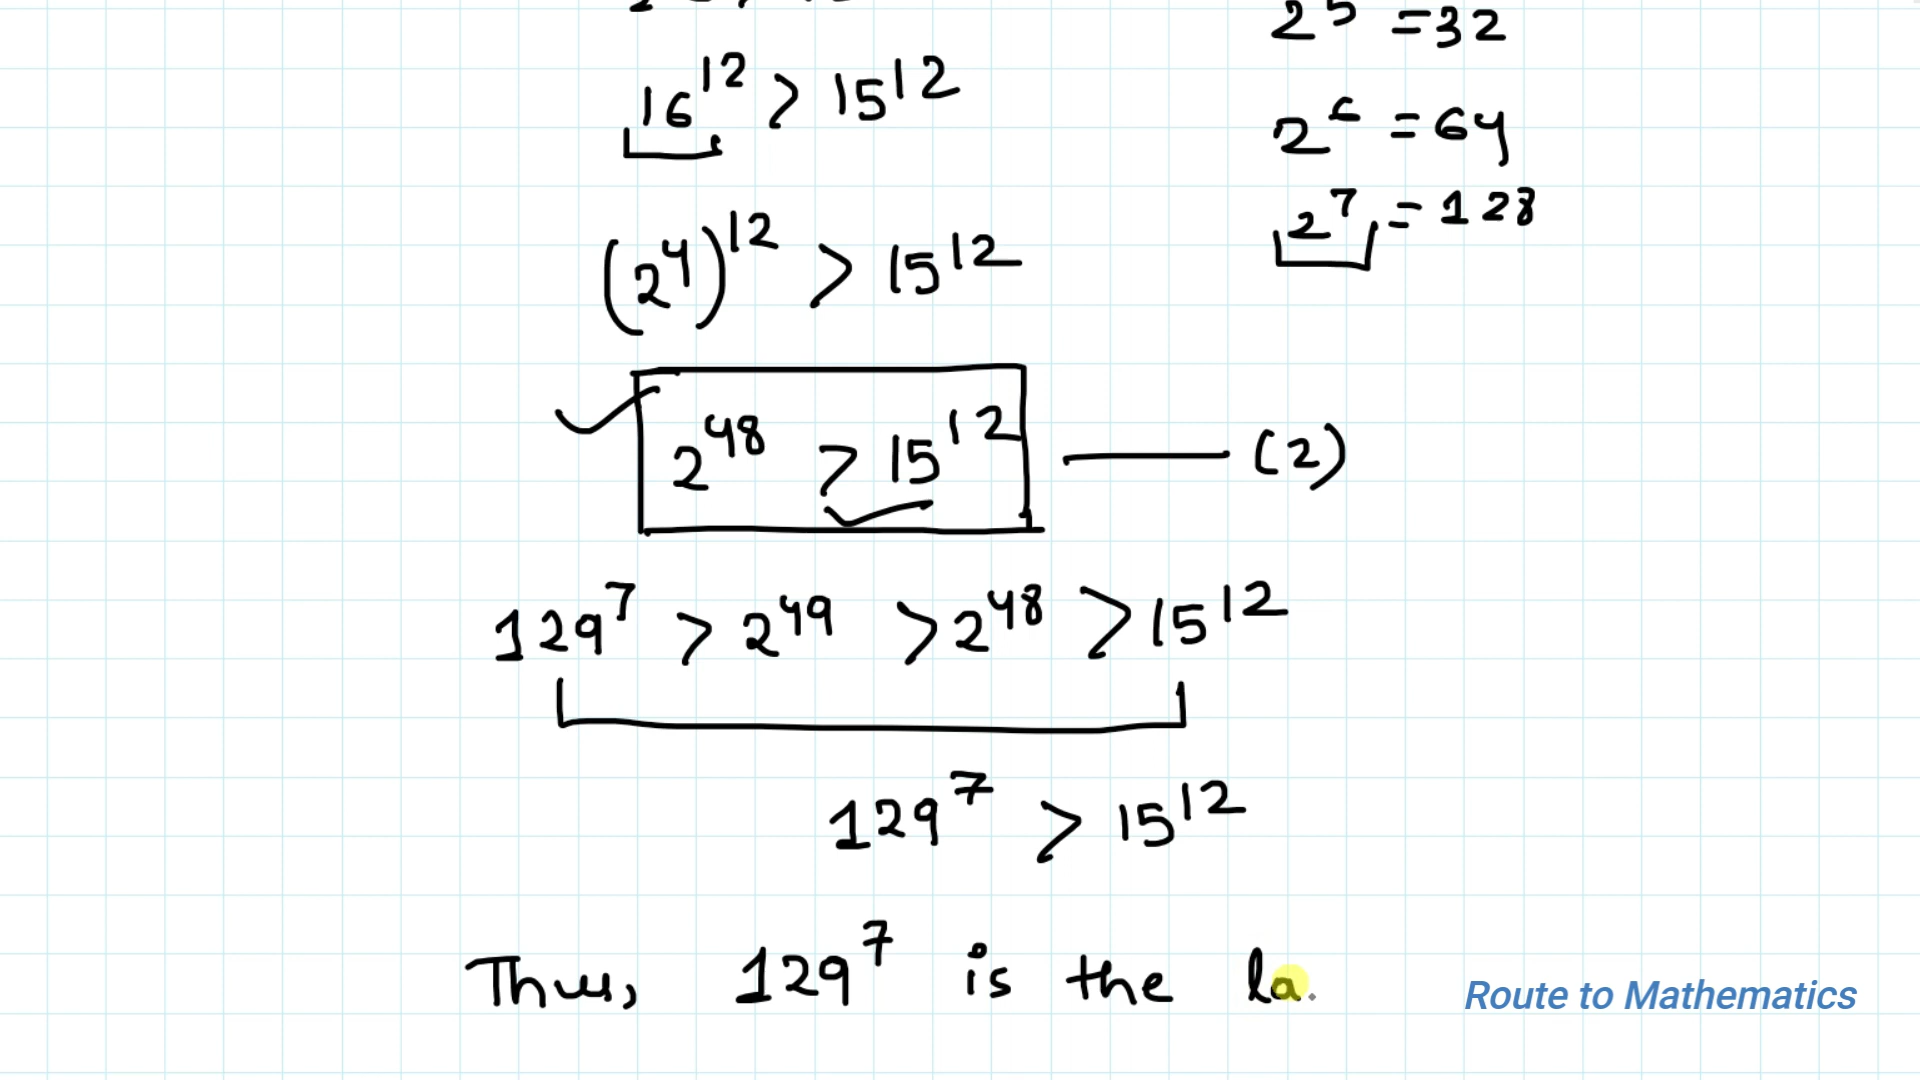 2^5 = 32
16^12 > 15^12
2^6 = 64
2^7 = 128
(2^4)^12 > 15^12
2^48 > 15^12 —— (2)
129^7 > 2^49 > 2^48 > 15^12
129^7 > 15^12
Thus, 129^7 is the la
Route to Mathematics